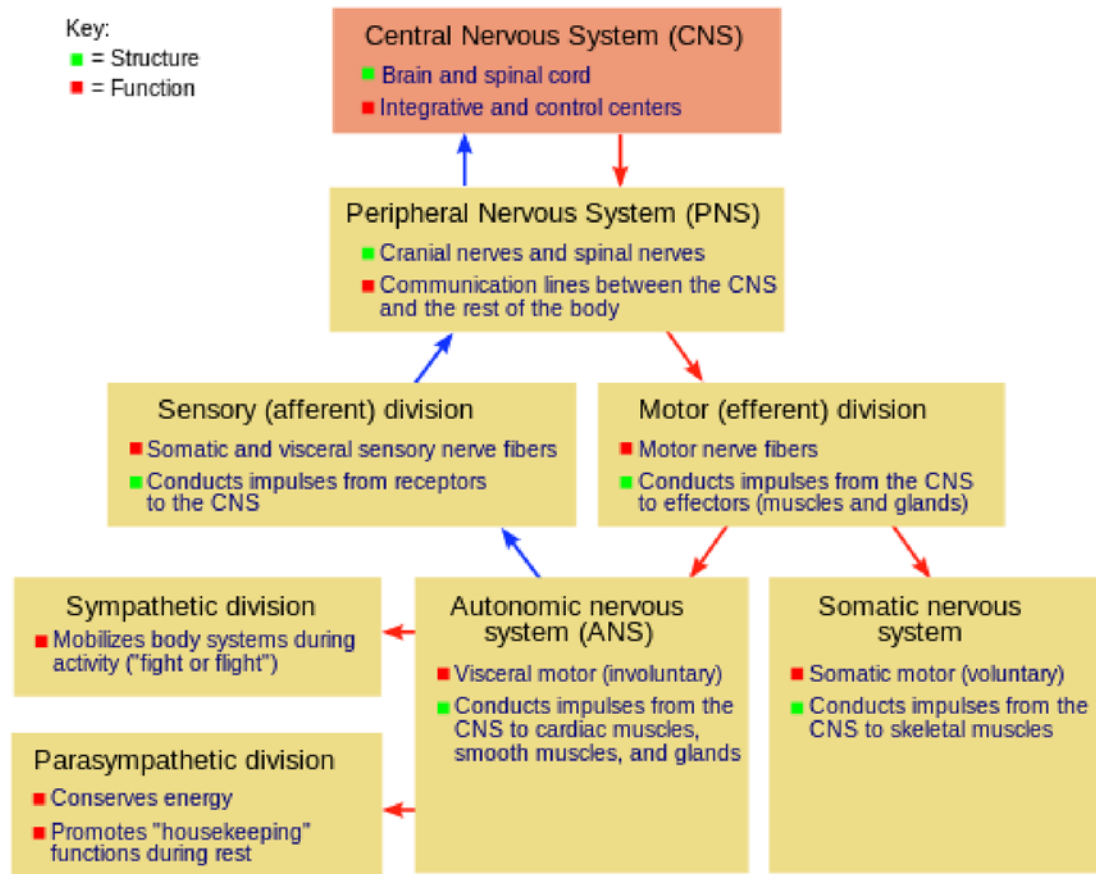 Key:
= Structure
= Function
Central Nervous System (CNS)
Brain and spinal cord
Integrative and control centers
Peripheral Nervous System (PNS)
Cranial nerves and spinal nerves
Communication lines between the CNS
and the rest of the body
Sensory (afferent) division
Somatic and visceral sensory nerve fibers
Conducts impulses from receptors
to the CNS
Motor (efferent) division
Motor nerve fibers
Conducts impulses from the CNS
to effectors (muscles and glands)
Sympathetic division
Mobilizes body systems during
activity ("fight or flight")
Autonomic nervous
system (ANS)
Visceral motor (involuntary)
Conducts impulses from the
CNS to cardiac muscles,
smooth muscles, and glands
Somatic nervous
system
Somatic motor (voluntary)
Conducts impulses from the
CNS to skeletal muscles
Parasympathetic division
Conserves energy
Promotes "housekeeping"
functions during rest